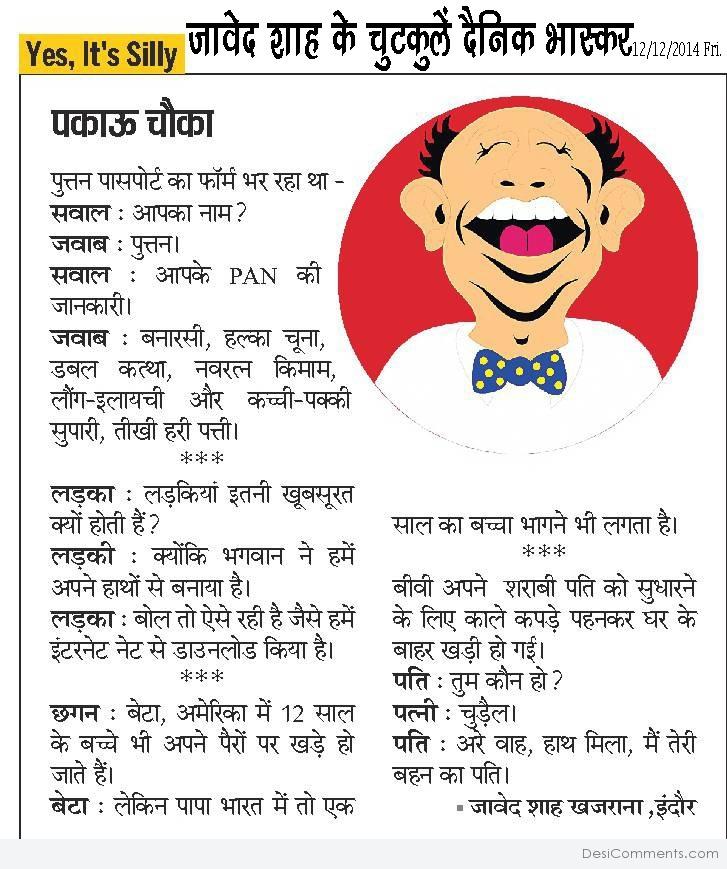 Yes, It's Silly
जावेद शाह के चुटकुलें दैनिक भास्कर
12/12/2014 Fri.
पकाऊ चौका
पुत्तन पासपोर्ट का फॉर्म भर रहा था -
सवाल : आपका नाम?
जवाब : पुत्तन।
सवाल : आपके PAN की
जानकारी।
जवाब : बनारसी, हल्का चूना,
डबल कत्था, नवरत्न किमाम,
लौंग-इलायची और कच्ची-पक्की
सुपारी, तीखी हरी पत्ती।
***
लड़का : लड़कियां इतनी खूबसूरत
क्यों होती हैं?
लड़की : क्योंकि भगवान ने हमें
अपने हाथों से बनाया है।
लड़का : बोल तो ऐसे रही है जैसे हमें
इंटरनेट नेट से डाउनलोड किया है।
***
छगन : बेटा, अमेरिका में 12 साल
के बच्चे भी अपने पैरों पर खड़े हो
जाते हैं।
बेटा : लेकिन पापा भारत में तो एक
साल का बच्चा भागने भी लगता है।
***
बीवी अपने शराबी पति को सुधारने
के लिए काले कपड़े पहनकर घर के
बाहर खड़ी हो गई।
पति : तुम कौन हो?
पत्नी : चुड़ैल।
पति : अरे वाह, हाथ मिला, मैं तेरी
बहन का पति।
▪ जावेद शाह खजराना ,इंदौर
DesiComments.com